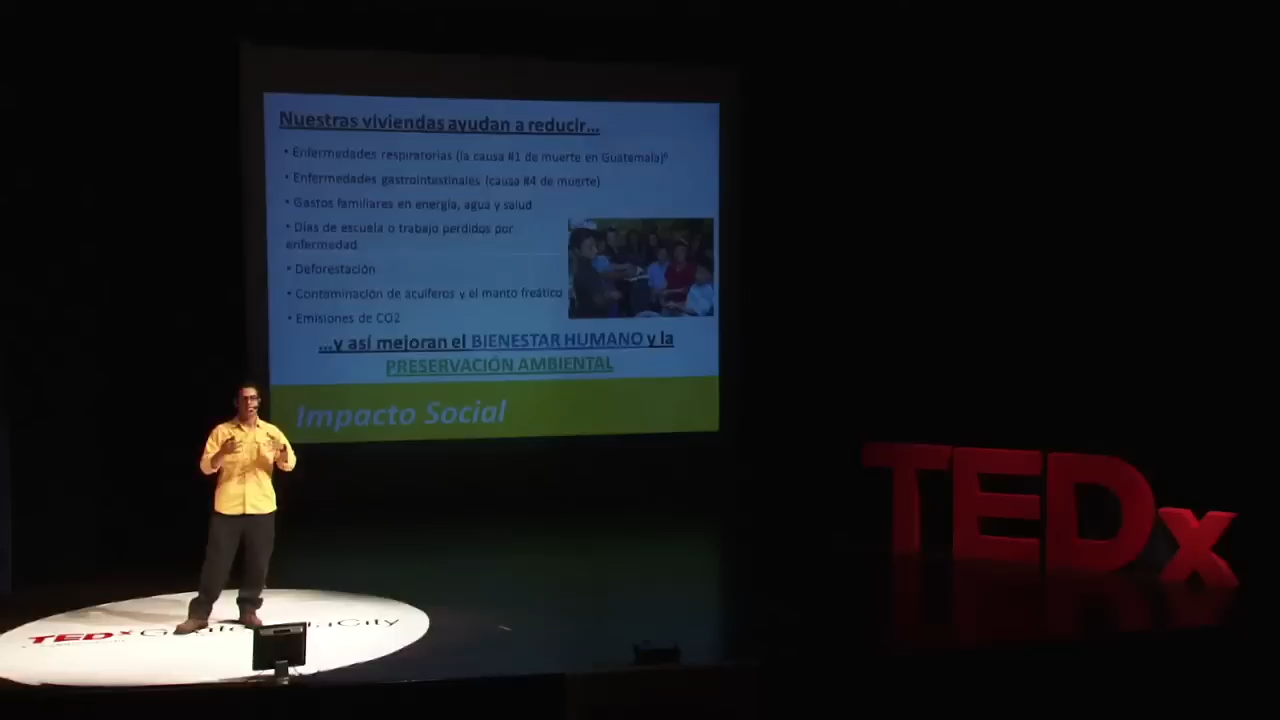 Nuestras viviendas ayudan a reducir...
• Enfermedades respiratorias (la causa #1 de muerte en Guatemala)⁶
• Enfermedades gastrointestinales (causa #4 de muerte)
• Gastos familiares en energía, agua y salud
• Días de escuela o trabajo perdidos por
enfermedad
• Deforestación
• Contaminación de acuíferos y el manto freático
• Emisiones de CO2
...y así mejoran el BIENESTAR HUMANO y la
PRESERVACIÓN AMBIENTAL
Impacto Social
TEDx
TEDx City